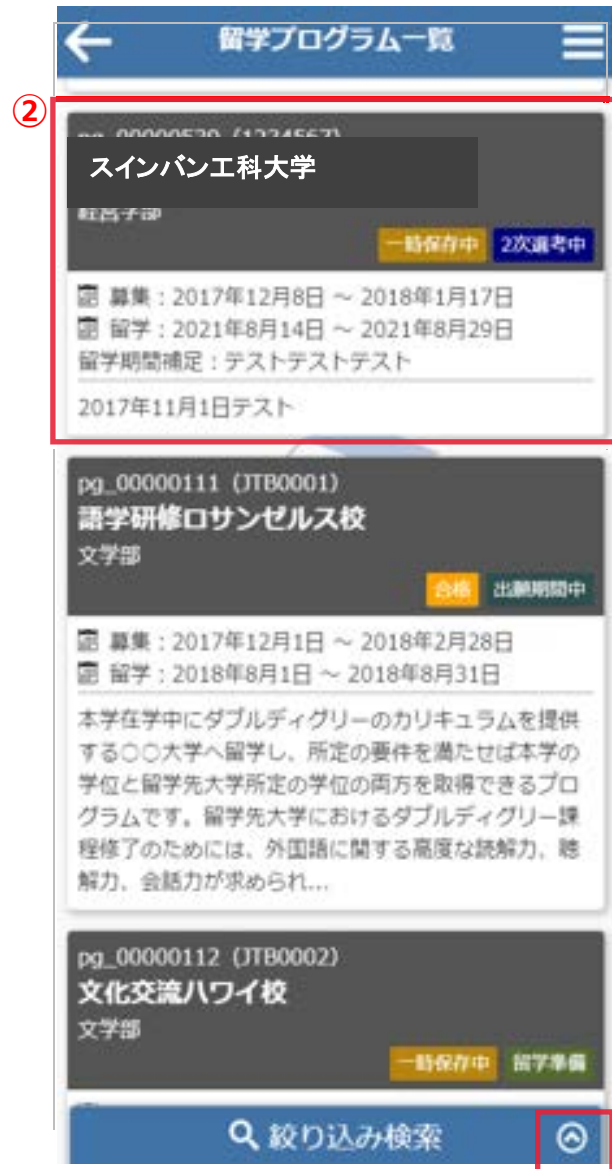 留学プログラム一覧
②
スインバン工科大学
経営学部
一時保存中 2次選考中
募集：2017年12月8日 ～ 2018年1月17日
留学：2021年8月14日 ～ 2021年8月29日
留学期間補足：テストテストテスト
2017年11月1日テスト
pg_00000111 (JTB0001)
語学研修ロサンゼルス校
文学部
合格 出願期間中
募集：2017年12月1日 ～ 2018年2月28日
留学：2018年8月1日 ～ 2018年8月31日
本学在学中にダブルディグリーのカリキュラムを提供
する○○大学へ留学し、所定の要件を満たせば本学の
学位と留学先大学所定の学位の両方を取得できるプロ
グラムです。留学先大学におけるダブルディグリー課
程修了のためには、外国語に関する高度な読解力、聴
解力、会話力が求められ...
pg_00000112 (JTB0002)
文化交流ハワイ校
文学部
一時保存中 留学準備
絞り込み検索